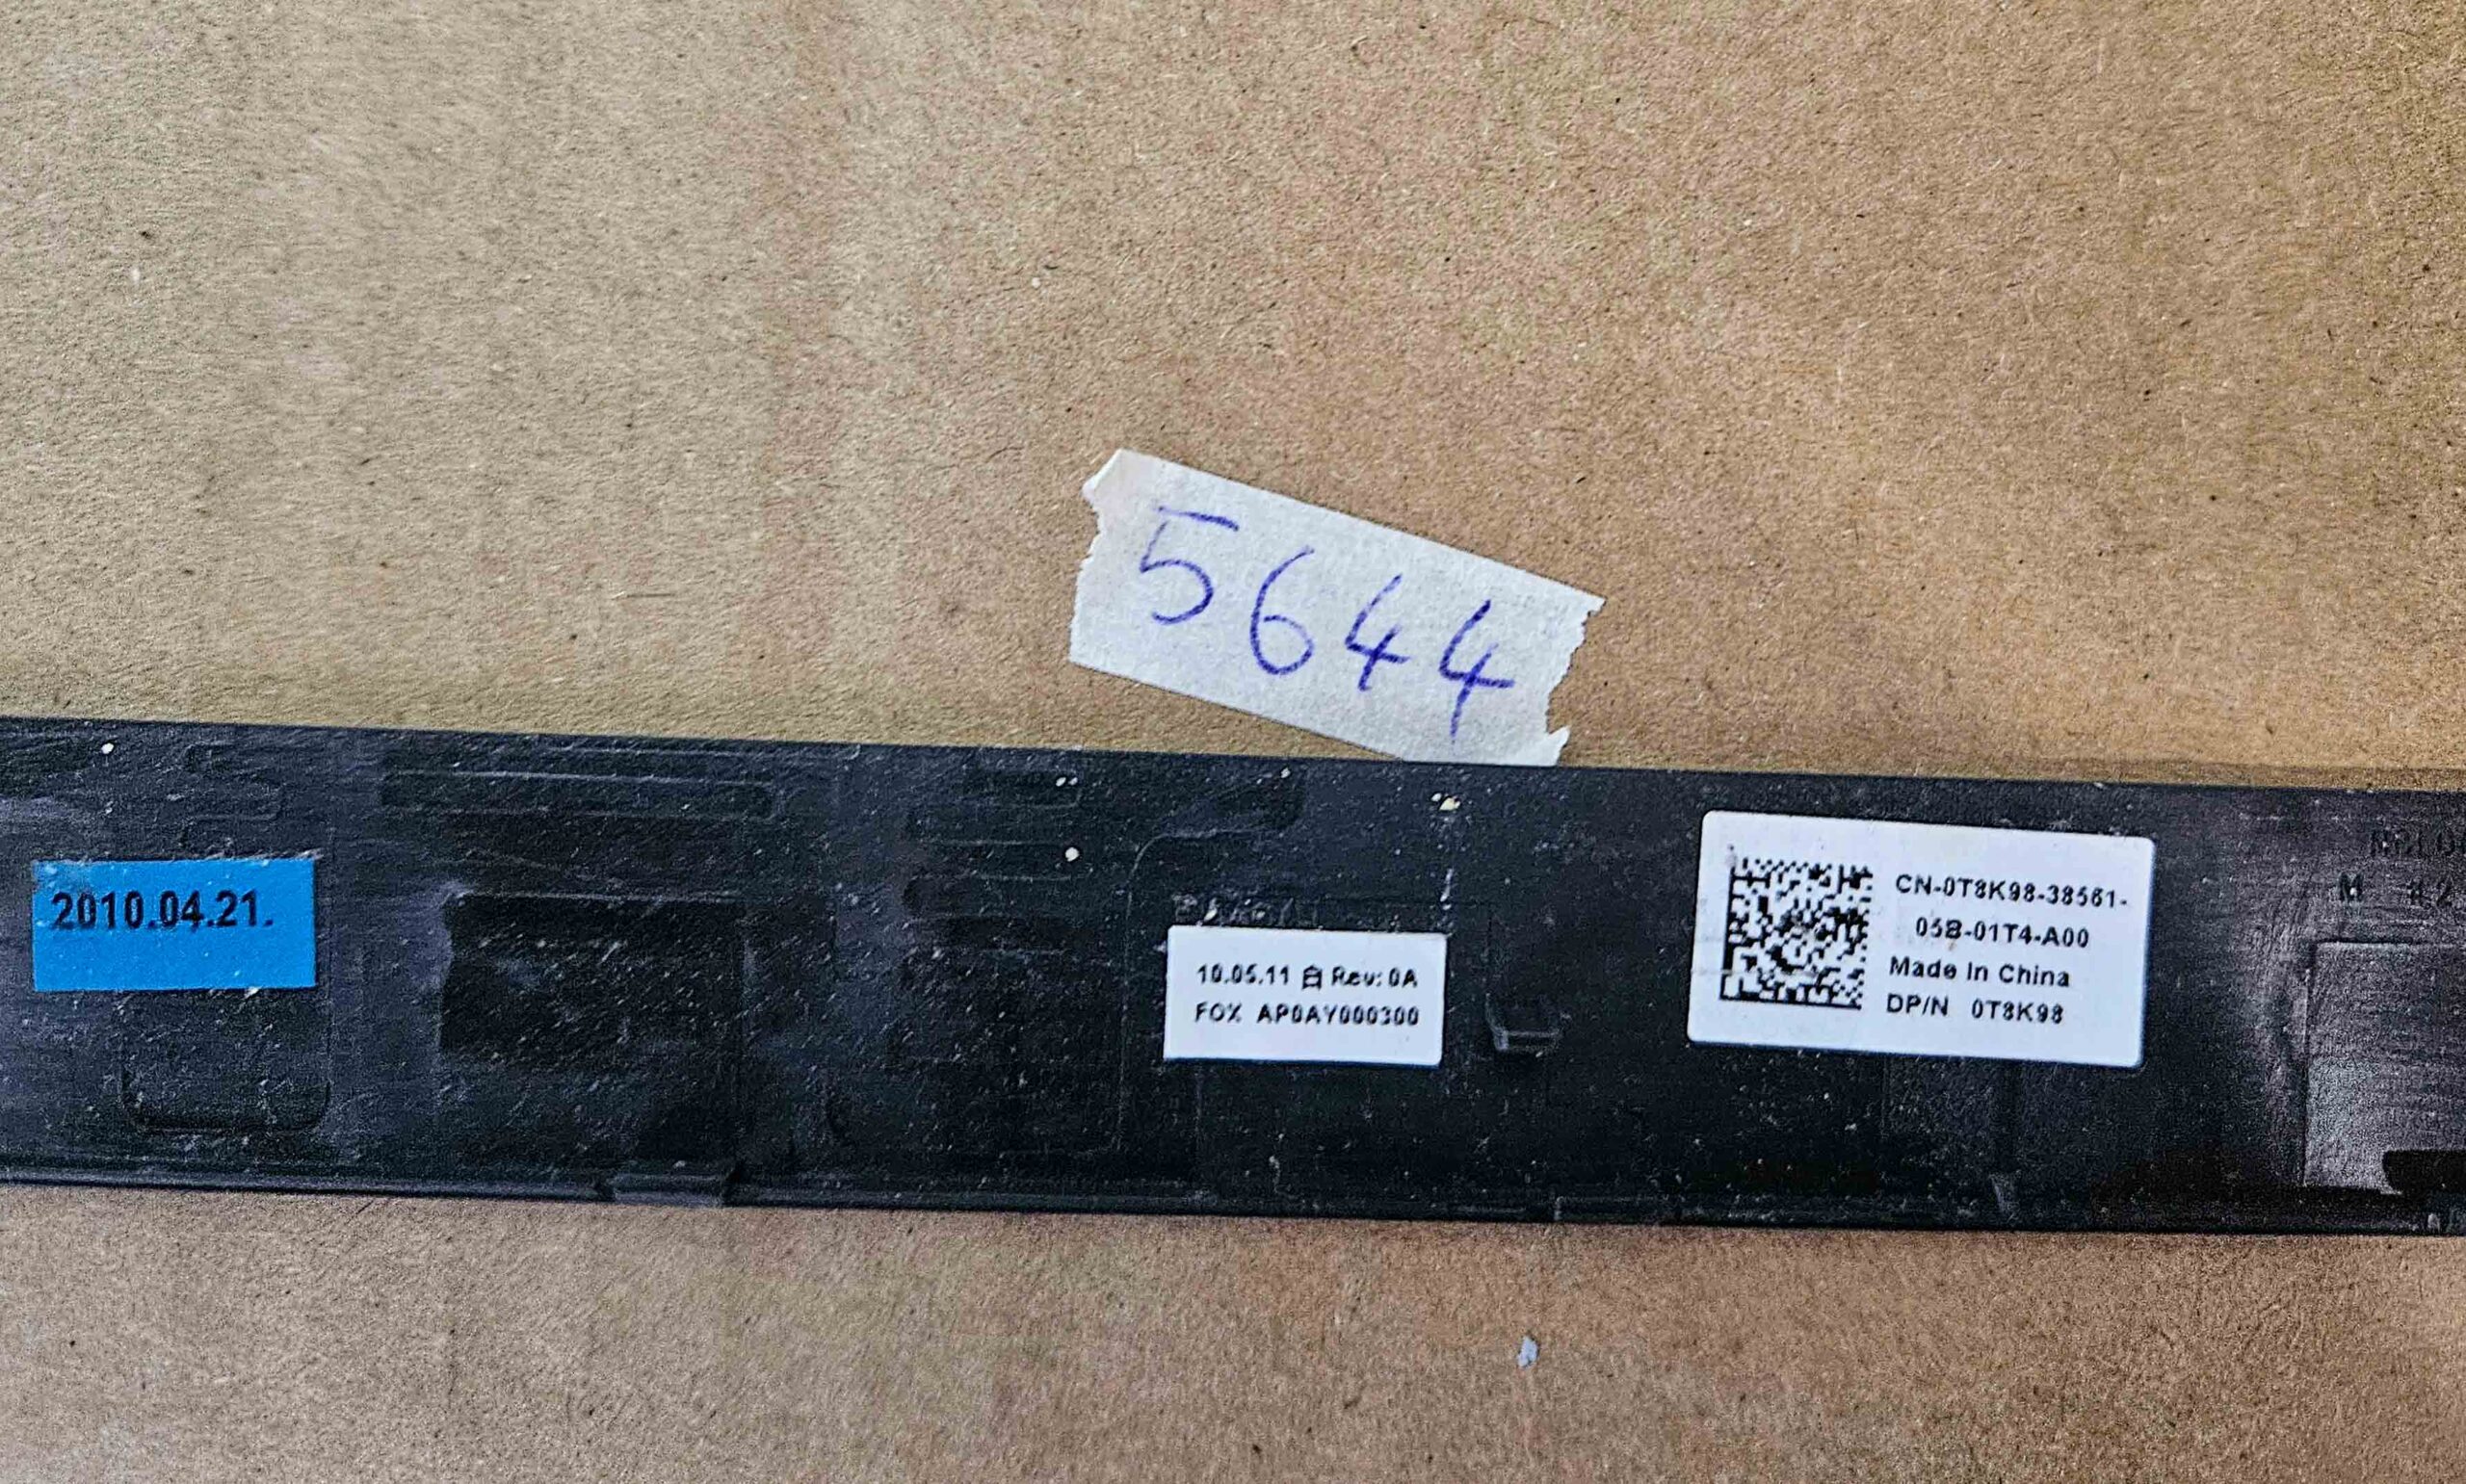 5644
2010.04.21.
10.05.11 白 Rev: 0A
FOX AP0AY000300
CN-0T8K98-38561-
05B-01T4-A00
Made In China
DP/N 0T8K98